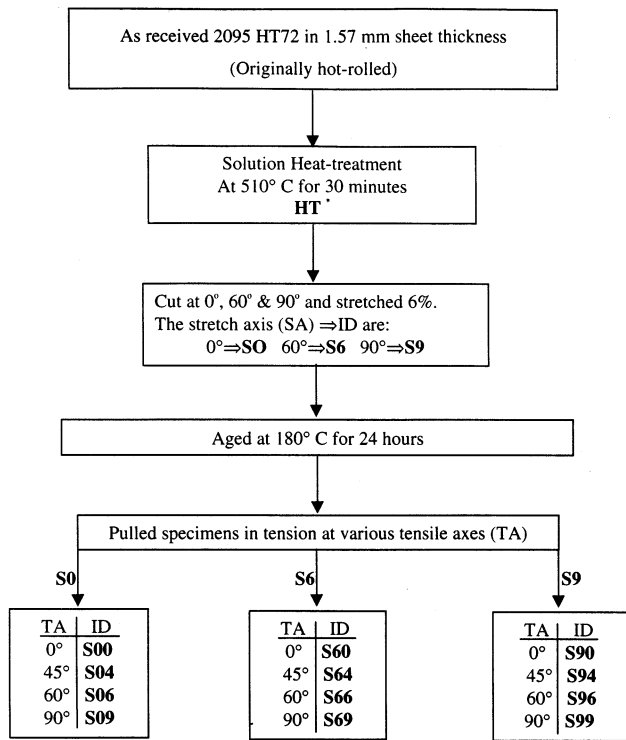 As received 2095 HT72 in 1.57 mm sheet thickness
(Originally hot-rolled)
Solution Heat-treatment
At 510° C for 30 minutes
HT *
Cut at 0°, 60° & 90° and stretched 6%.
The stretch axis (SA) ⇒ID are:
0°⇒SO 60°⇒S6 90°⇒S9
Aged at 180° C for 24 hours
Pulled specimens in tension at various tensile axes (TA)
S0
S6
S9
TA ID
0° S00
45° S04
60° S06
90° S09
TA ID
0° S60
45° S64
60° S66
90° S69
TA ID
0° S90
45° S94
60° S96
90° S99